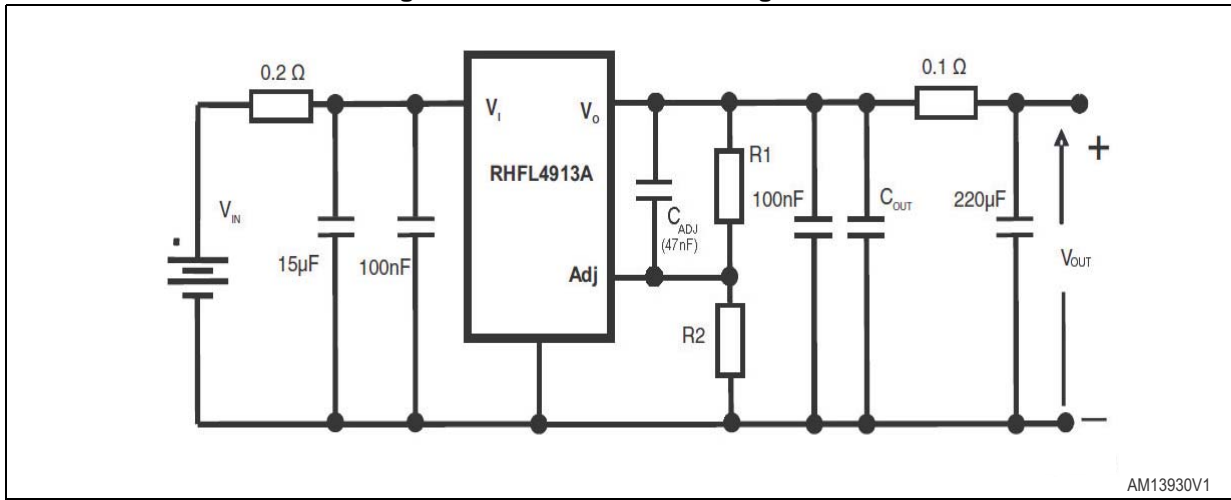 0.2 Ω
0.1 Ω
V_I
V_o
RHFL4913A
R1
100nF
C_OUT
220µF
+
V_IN
C_ADJ
(47nF)
15µF
100nF
Adj
V_OUT
R2
—
AM13930V1